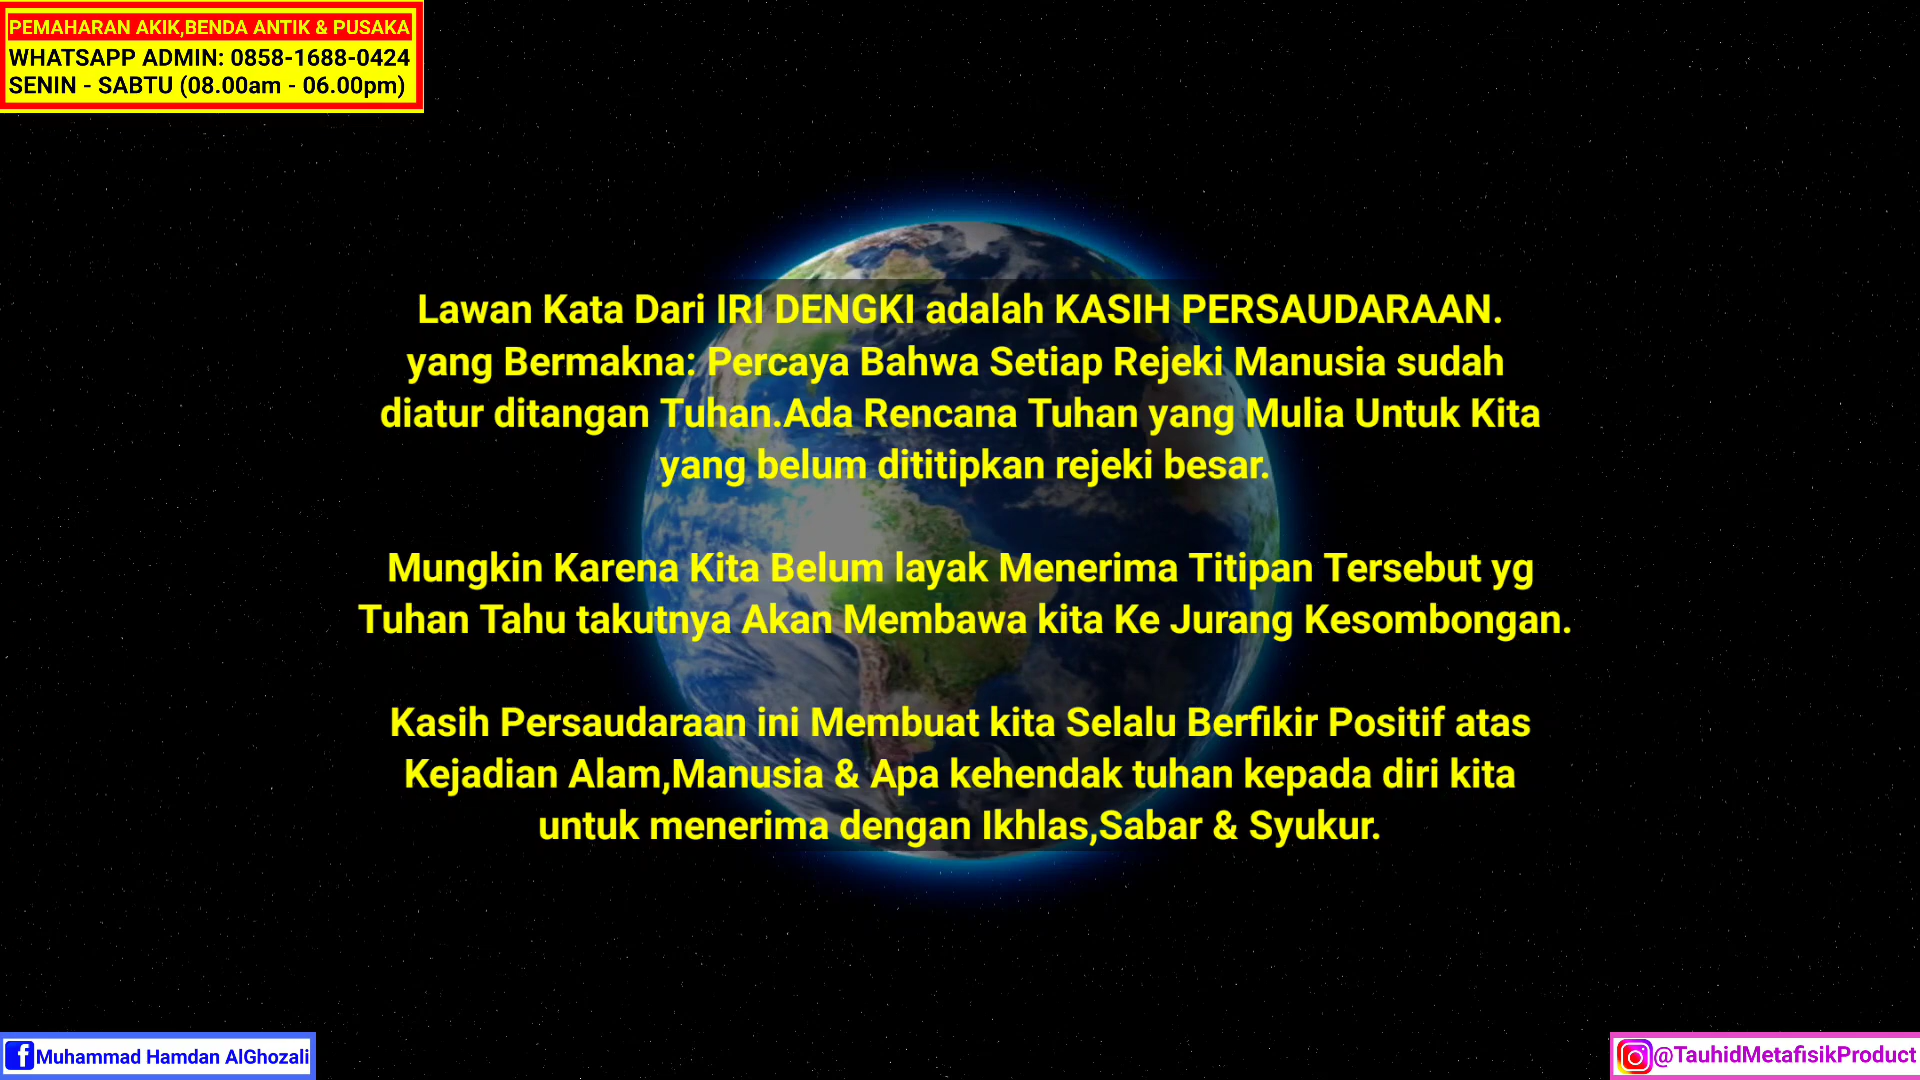 PEMAHARAN AKIK,BENDA ANTIK & PUSAKA
WHATSAPP ADMIN: 0858-1688-0424
SENIN - SABTU (08.00am - 06.00pm)
Lawan Kata Dari IRI DENGKI adalah KASIH PERSAUDARAAN.
yang Bermakna: Percaya Bahwa Setiap Rejeki Manusia sudah
diatur ditangan Tuhan.Ada Rencana Tuhan yang Mulia Untuk Kita
yang belum dititipkan rejeki besar.
Mungkin Karena Kita Belum layak Menerima Titipan Tersebut yg
Tuhan Tahu takutnya Akan Membawa kita Ke Jurang Kesombongan.
Kasih Persaudaraan ini Membuat kita Selalu Berfikir Positif atas
Kejadian Alam,Manusia & Apa kehendak tuhan kepada diri kita
untuk menerima dengan Ikhlas,Sabar & Syukur.
Muhammad Hamdan AlGhozali
@TauhidMetafisikProduct